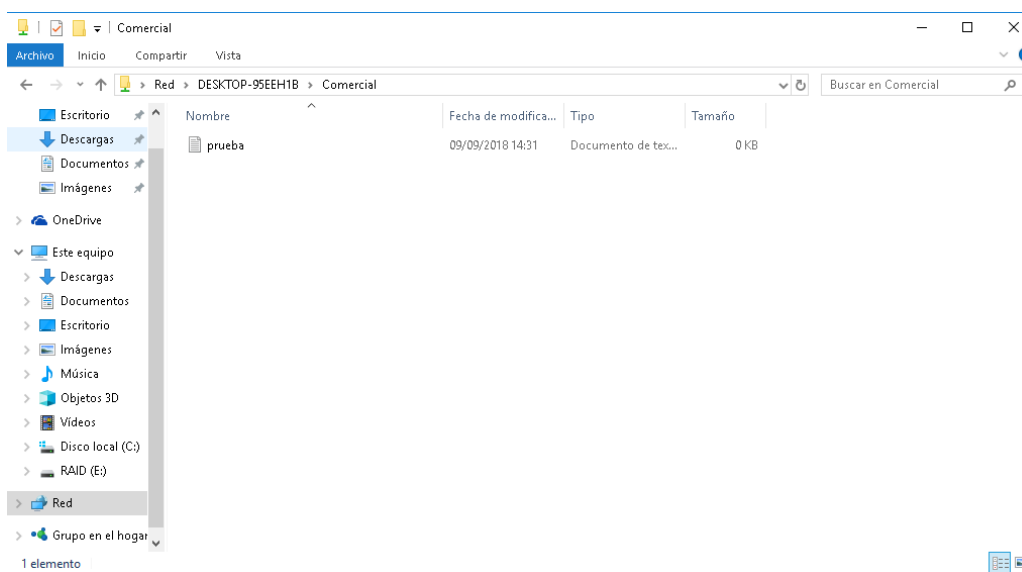 Comercial
Archivo Inicio Compartir Vista
Red > DESKTOP-95EEH1B > Comercial Buscar en Comercial
Escritorio
Descargas
Documentos
Imágenes
OneDrive
Este equipo
Descargas
Documentos
Escritorio
Imágenes
Música
Objetos 3D
Vídeos
Disco local (C:)
RAID (E:)
Red
Grupo en el hogar
Nombre Fecha de modifica... Tipo Tamaño
prueba 09/09/2018 14:31 Documento de tex... 0 KB
1 elemento